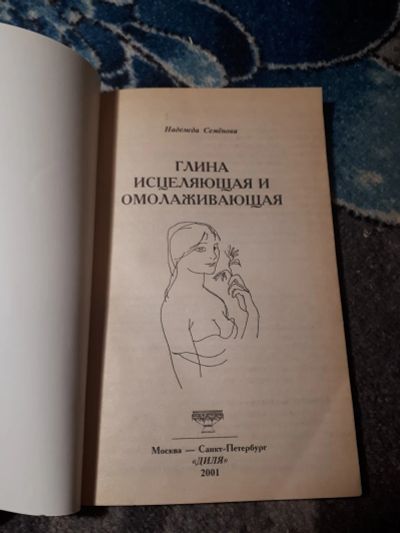 Надежда Семёнова
ГЛИНА
ИСЦЕЛЯЮЩАЯ И
ОМОЛАЖИВАЮЩАЯ
Москва — Санкт-Петербург
«ДИЛЯ»
2001